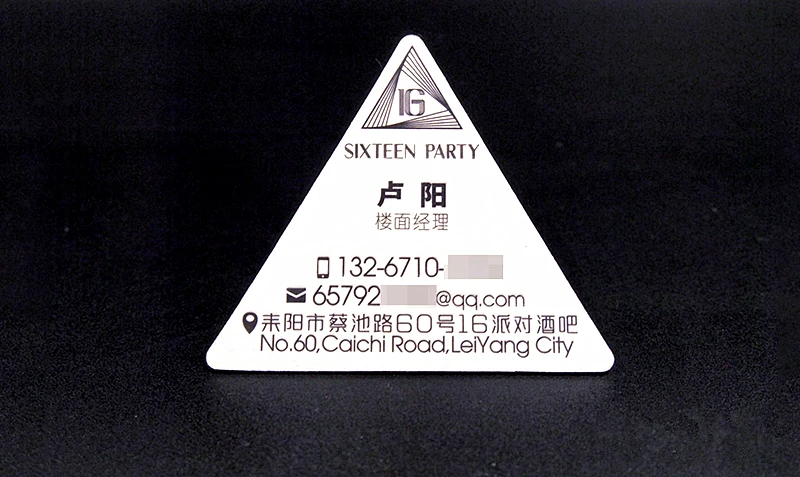 16
SIXTEEN PARTY
卢阳
楼面经理
132-6710-
65792 @qq.com
耒阳市蔡池路60号16派对酒吧
No.60,Caichi Road,LeiYang City